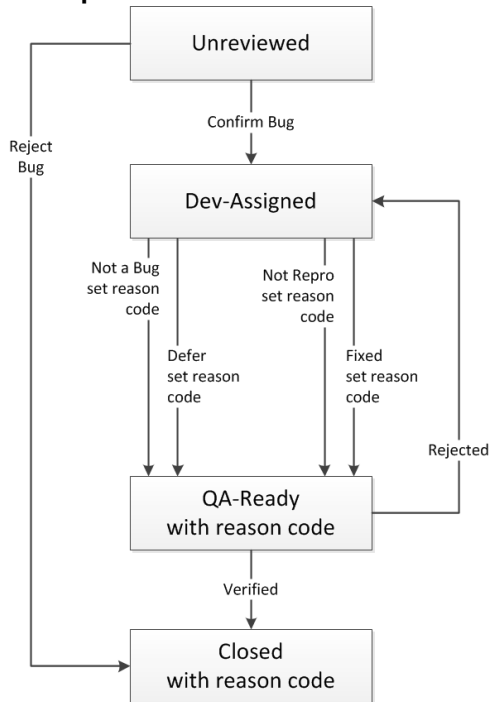 Unreviewed
Confirm Bug
Reject
Bug
Dev-Assigned
Not a Bug
set reason
code
Not Repro
set reason
code
Defer
set reason
code
Fixed
set reason
code
Rejected
QA-Ready
with reason code
Verified
Closed
with reason code